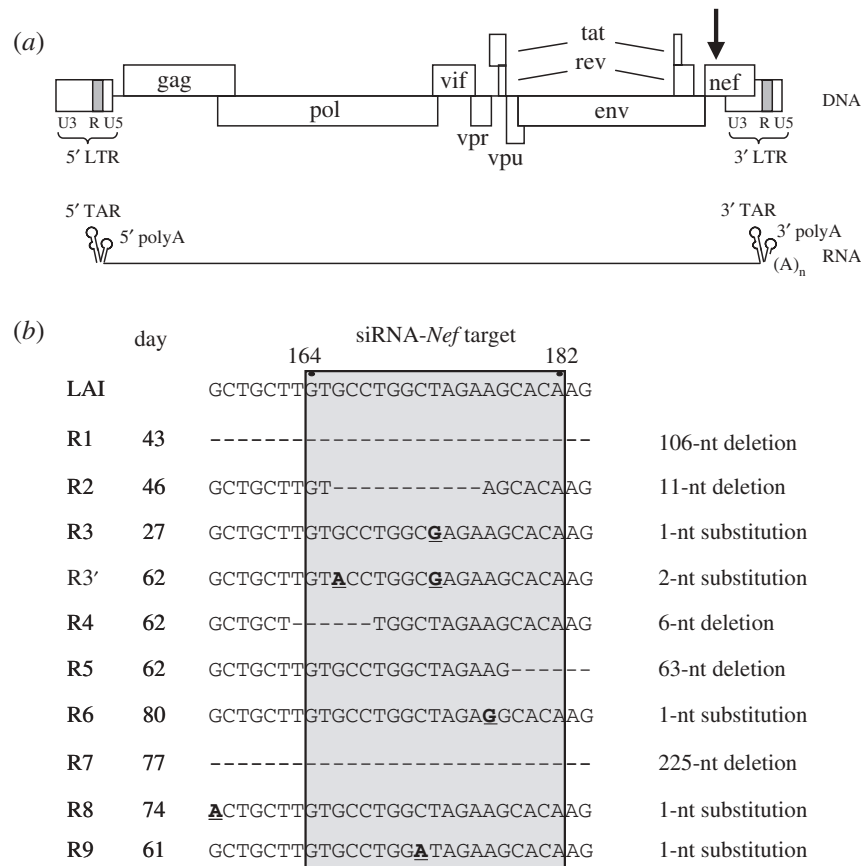 (a)
tat
rev
gag
vif
nef
DNA
pol
env
U3 R U5
vpr
vpu
U3 R U5
5′ LTR
3′ LTR
5′ TAR
5′ polyA
3′ TAR
3′ polyA
(A)n
RNA
(b)
day
siRNA-Nef target
164
182
LAI GCTGCTTGTGCCTGGCTAGAAGCACAAG
R1 43 ---------------------------- 106-nt deletion
R2 46 GCTGCTTGT-----------AGCACAAG 11-nt deletion
R3 27 GCTGCTTGTGCCTGGCGAGAAGCACAAG 1-nt substitution
R3′ 62 GCTGCTTGTACCTGGCGAGAAGCACAAG 2-nt substitution
R4 62 GCTGCT------TGGCTAGAAGCACAAG 6-nt deletion
R5 62 GCTGCTTGTGCCTGGCTAGAAG------ 63-nt deletion
R6 80 GCTGCTTGTGCCTGGCTAGAGGCACAAG 1-nt substitution
R7 77 ---------------------------- 225-nt deletion
R8 74 ACTGCTTGTGCCTGGCTAGAAGCACAAG 1-nt substitution
R9 61 GCTGCTTGTGCCTGGATAGAAGCACAAG 1-nt substitution